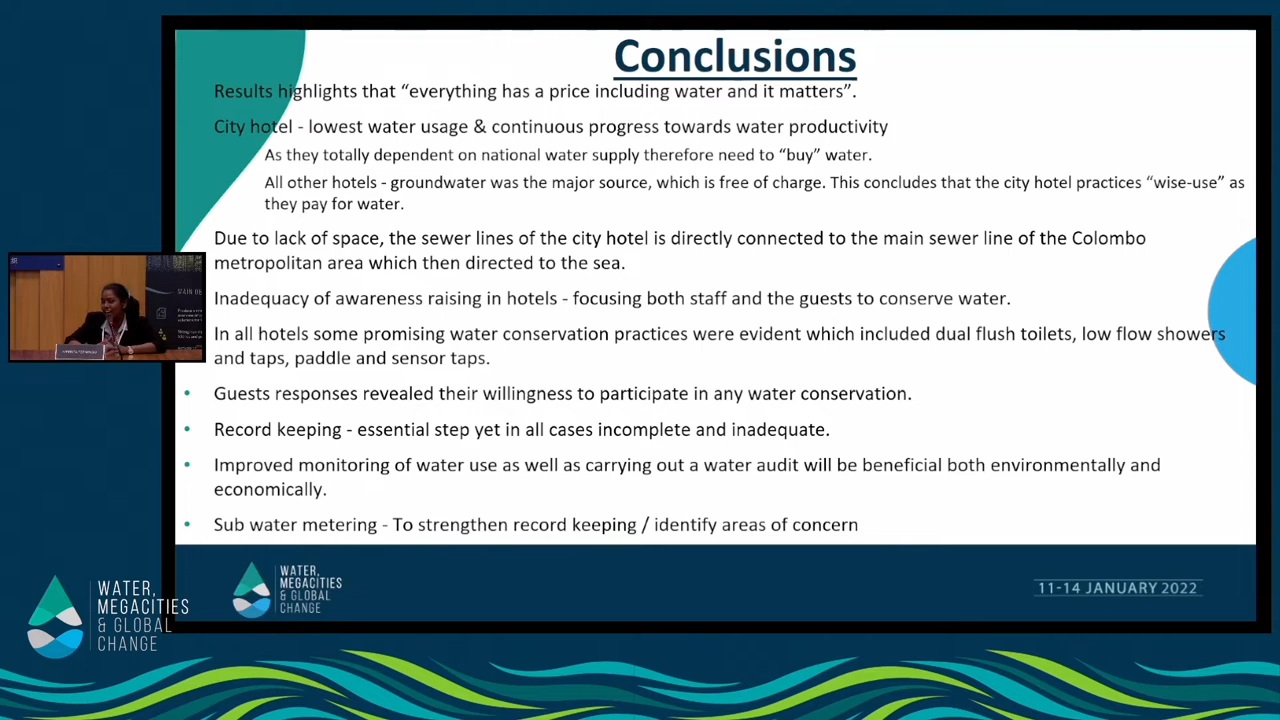 Conclusions
Results highlights that “everything has a price including water and it matters”.
City hotel - lowest water usage & continuous progress towards water productivity
As they totally dependent on national water supply therefore need to “buy” water.
All other hotels - groundwater was the major source, which is free of charge. This concludes that the city hotel practices “wise-use” as
they pay for water.
Due to lack of space, the sewer lines of the city hotel is directly connected to the main sewer line of the Colombo
metropolitan area which then directed to the sea.
Inadequacy of awareness raising in hotels - focusing both staff and the guests to conserve water.
In all hotels some promising water conservation practices were evident which included dual flush toilets, low flow showers
and taps, paddle and sensor taps.
• Guests responses revealed their willingness to participate in any water conservation.
• Record keeping - essential step yet in all cases incomplete and inadequate.
• Improved monitoring of water use as well as carrying out a water audit will be beneficial both environmentally and
economically.
• Sub water metering - To strengthen record keeping / identify areas of concern
WATER,
MEGACITIES
& GLOBAL
CHANGE
11-14 JANUARY 2022
WATER,
MEGACITIES
& GLOBAL
CHANGE